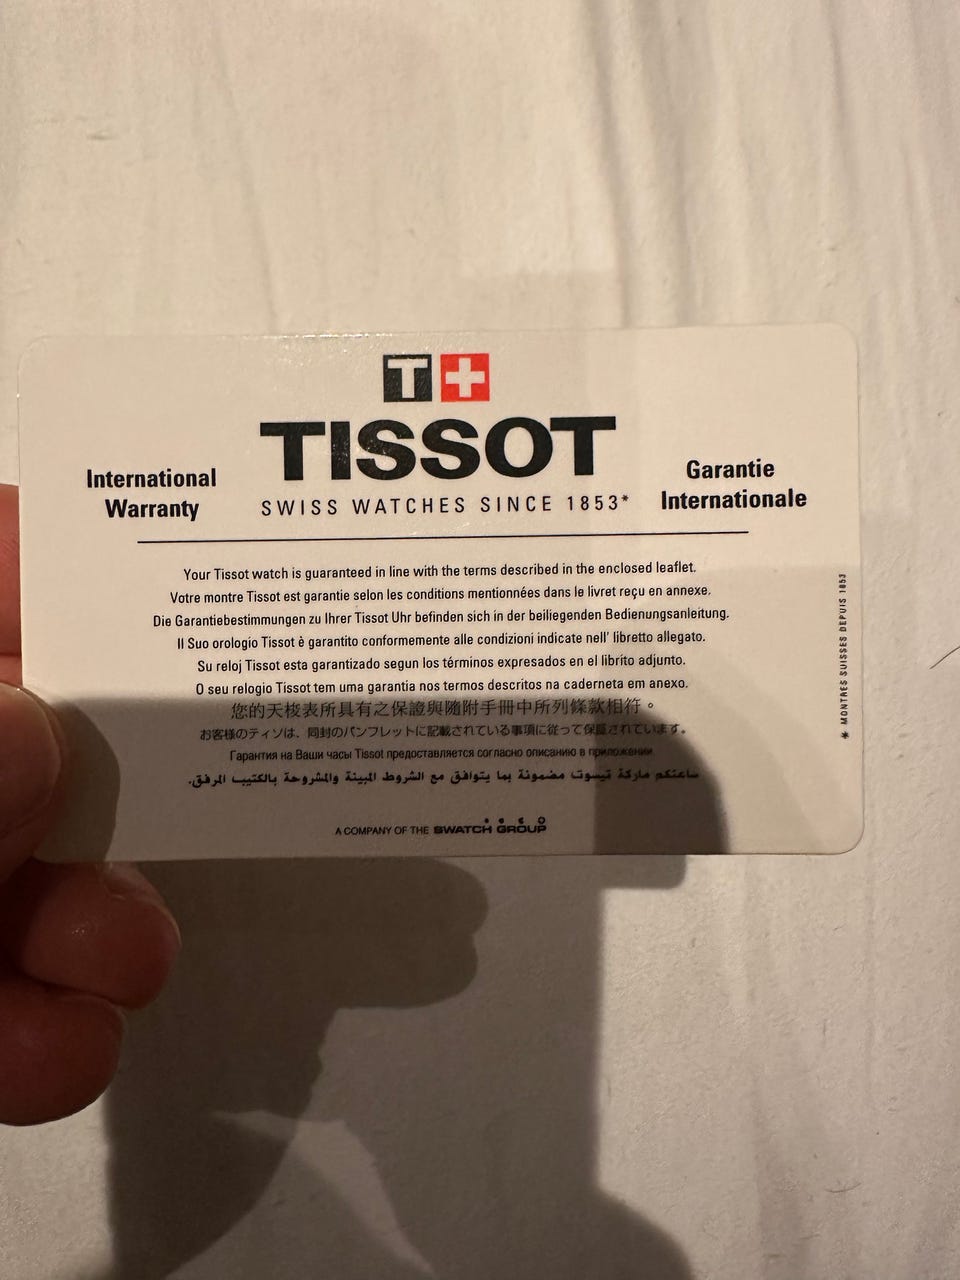 T+
TISSOT
SWISS WATCHES SINCE 1853*
International
Warranty
Garantie
Internationale
Your Tissot watch is guaranteed in line with the terms described in the enclosed leaflet.
Votre montre Tissot est garantie selon les conditions mentionnées dans le livret reçu en annexe.
Die Garantiebestimmungen zu Ihrer Tissot Uhr befinden sich in der beiliegenden Bedienungsanleitung.
Il Suo orologio Tissot è garantito conformemente alle condizioni indicate nell' libretto allegato.
Su reloj Tissot esta garantizado segun los términos expresados en el librito adjunto.
O seu relogio Tissot tem uma garantia nos termos descritos na caderneta em anexo.
您的天梭表所具有之保證與隨附手冊中所列條款相符。
お客様のティソは、同封のパンフレットに記載されている事項に従って保証されています。
Гарантия на Ваши часы Tissot предоставляется согласно описанию в приложении
ساعتكم ماركة تيسوت مضمونة بما يتوافق مع الشروط المبينة والمشروحة بالكتيب المرفق.
A COMPANY OF THE SWATCH GROUP
* MONTRES SUISSES DEPUIS 1853